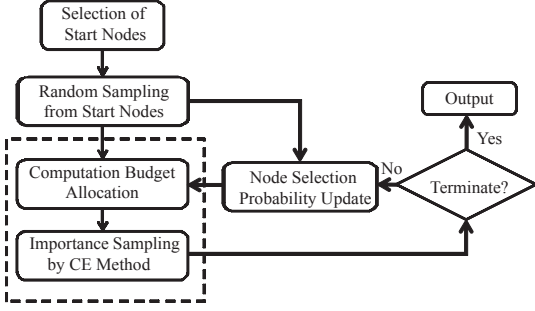 Selection of
Start Nodes
Random Sampling
from Start Nodes
Computation Budget
Allocation
Importance Sampling
by CE Method
Node Selection
Probability Update
No
Terminate?
Yes
Output